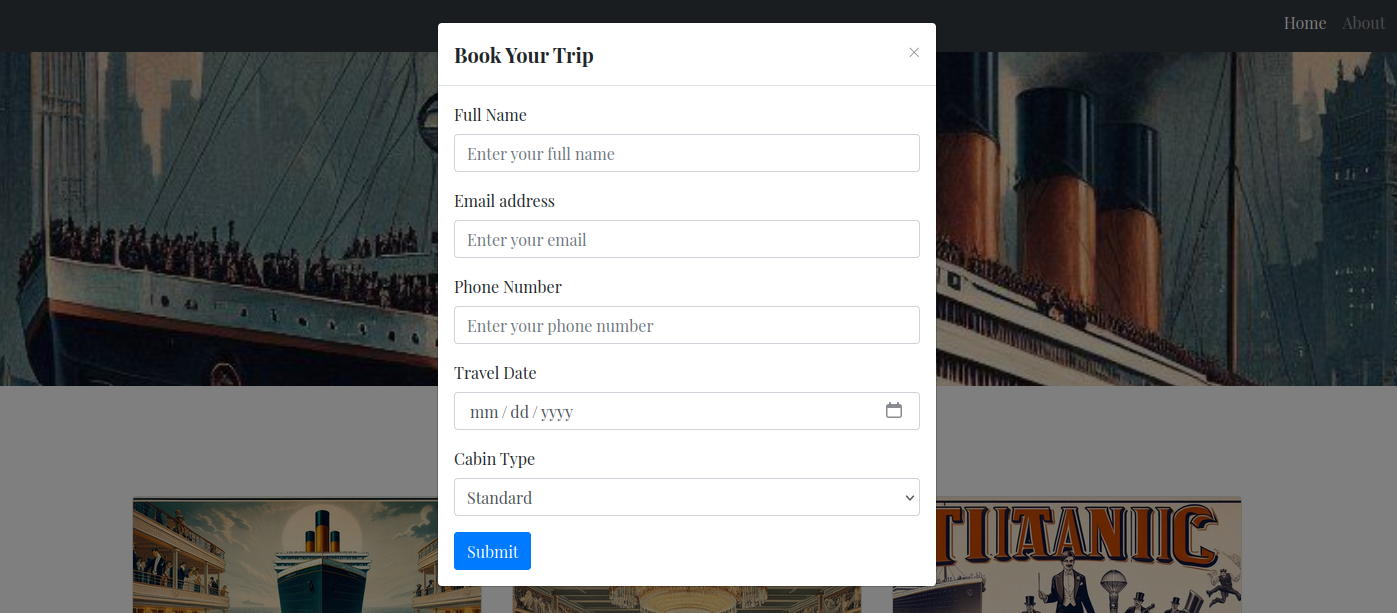 Home About
Book Your Trip
×
Full Name
Enter your full name
Email address
Enter your email
Phone Number
Enter your phone number
Travel Date
mm / dd / yyyy
Cabin Type
Standard
Submit
TIITANIC